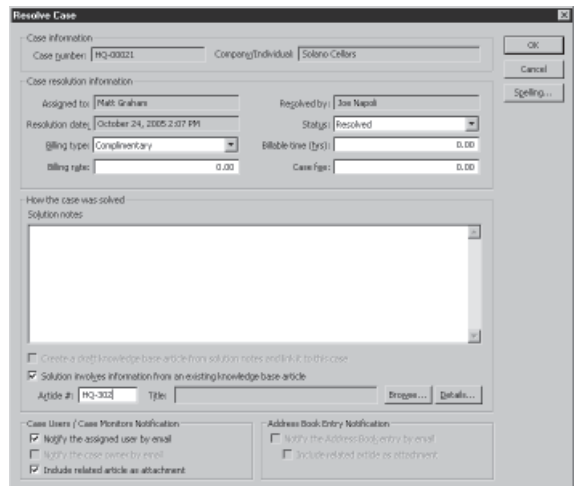 Resolve Case
Case information
Case number: HQ-00021 Company/Individual: Solano Cellars
OK
Cancel
Spelling...
Case resolution information
Assigned to: Matt Graham Resolved by: Joe Napoli
Resolution date: October 24, 2005 2:07 PM Status: Resolved
Billing type: Complimentary Billable time (hrs): 0.00
Billing rate: 0.00 Case fee: 0.00
How the case was solved
Solution notes
Create a draft knowledge base article from solution notes and link it to this case
Solution involves information from an existing knowledge base article
Article #: HQ-302 Title: Browse... Details...
Case Users / Case Monitors Notification
Notify the assigned user by email
Notify the case owner by email
Include related article as attachment
Address Book Entry Notification
Notify the Address Book entry by email
Include related article as attachment